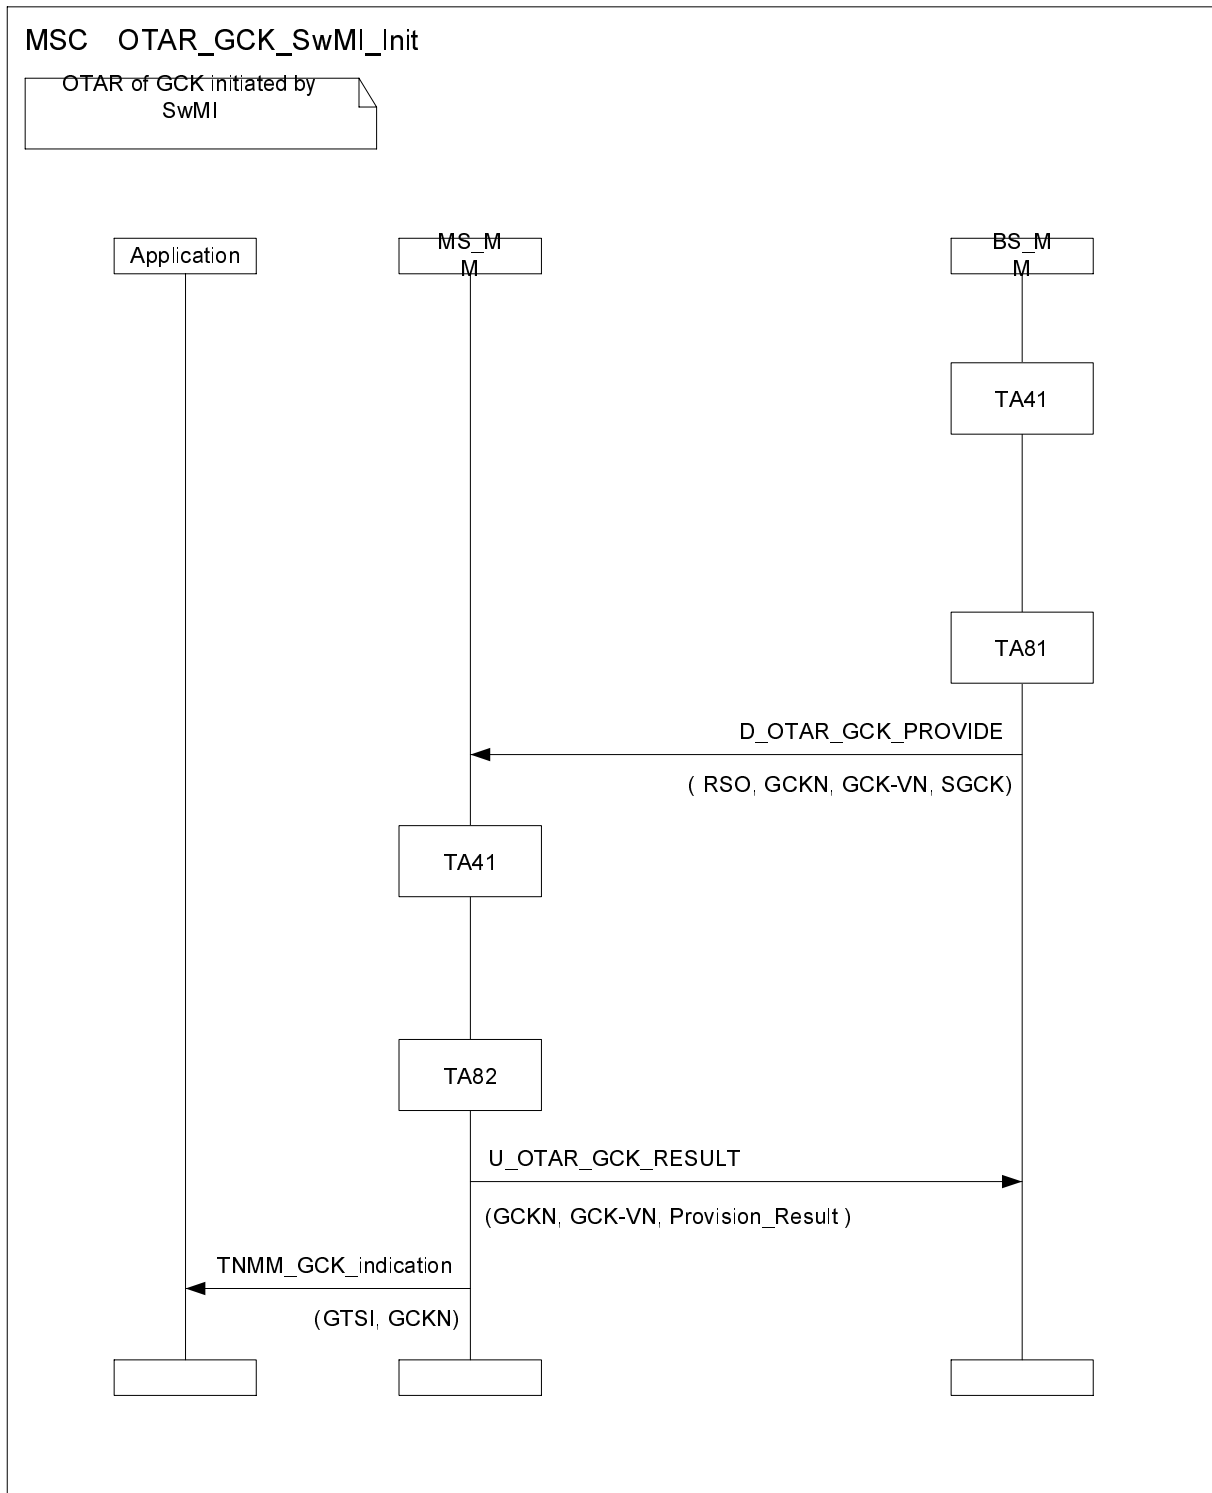 MSC OTAR_GCK_SwMI_Init
OTAR of GCK initiated by
SwMI
Application
MS_M
M
BS_M
M
TA41
TA81
D_OTAR_GCK_PROVIDE
( RSO, GCKN, GCK-VN, SGCK)
TA41
TA82
U_OTAR_GCK_RESULT
(GCKN, GCK-VN, Provision_Result )
TNMM_GCK_indication
(GTSI, GCKN)